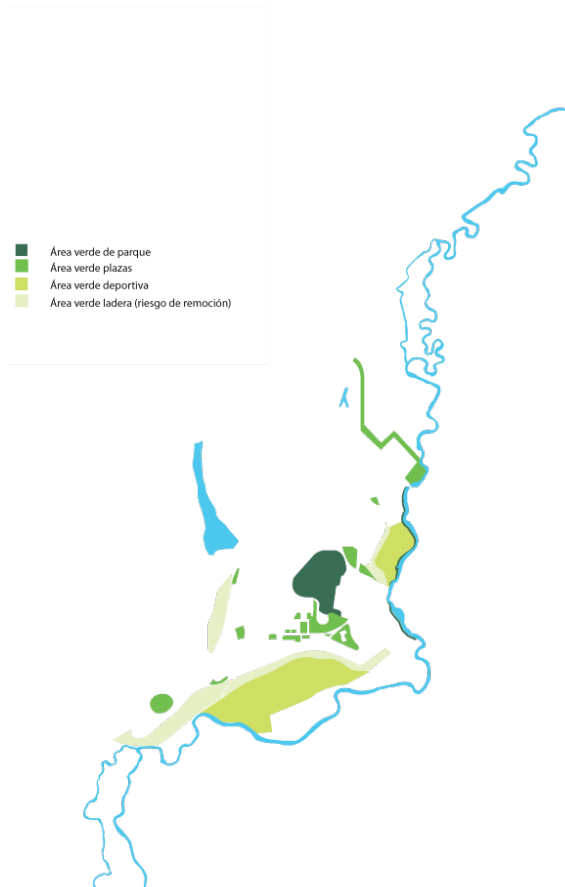 Área verde de parque
Área verde plazas
Área verde deportiva
Área verde ladera (riesgo de remoción)